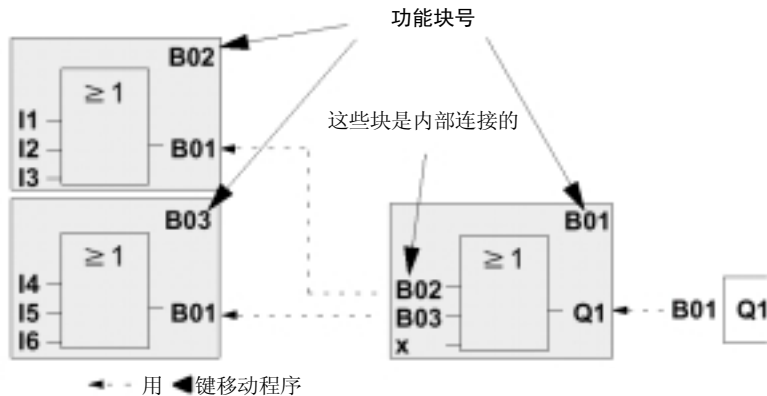 功能块号
B02
≥1
I1
I2
I3
B01
这些块是内部连接的
B03
≥1
I4
I5
I6
B01
B01
≥1
B02
B03
x
Q1
B01
Q1
用 ◀键移动程序